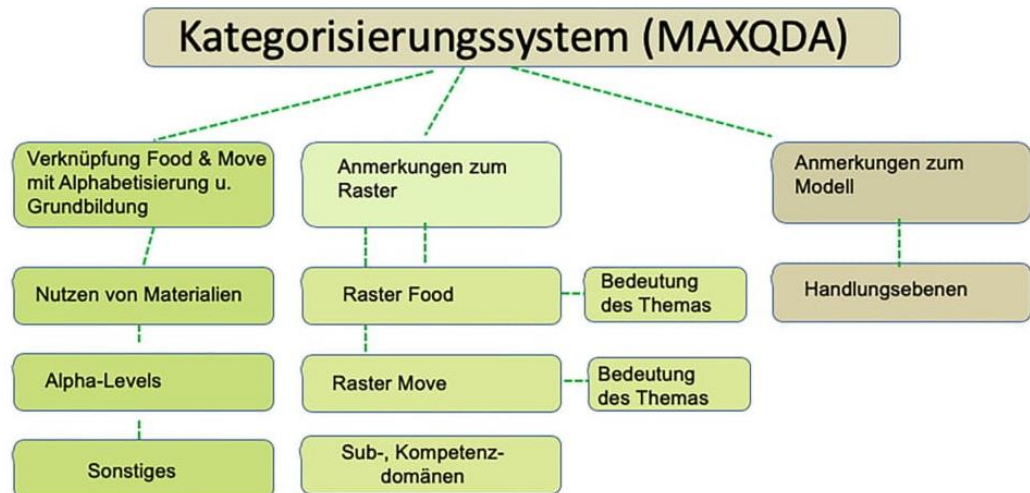 Kategorisierungssystem (MAXQDA)
Verknüpfung Food & Move
mit Alphabetisierung u.
Grundbildung
Anmerkungen zum
Raster
Anmerkungen zum
Modell
Nutzen von Materialien
Raster Food
Bedeutung
des Themas
Handlungsebenen
Alpha-Levels
Raster Move
Bedeutung
des Themas
Sonstiges
Sub-, Kompetenz-
domänen